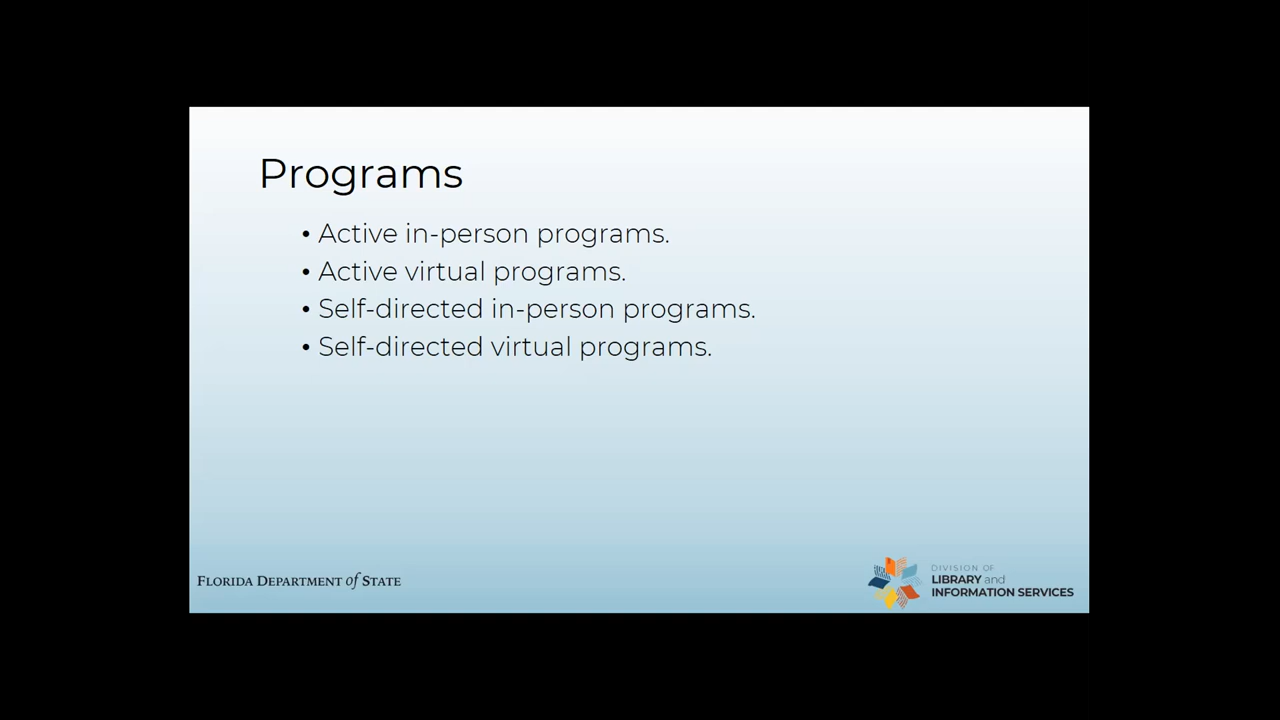 Programs
• Active in-person programs.
• Active virtual programs.
• Self-directed in-person programs.
• Self-directed virtual programs.
FLORIDA DEPARTMENT of STATE
DIVISION OF
LIBRARY and
INFORMATION SERVICES